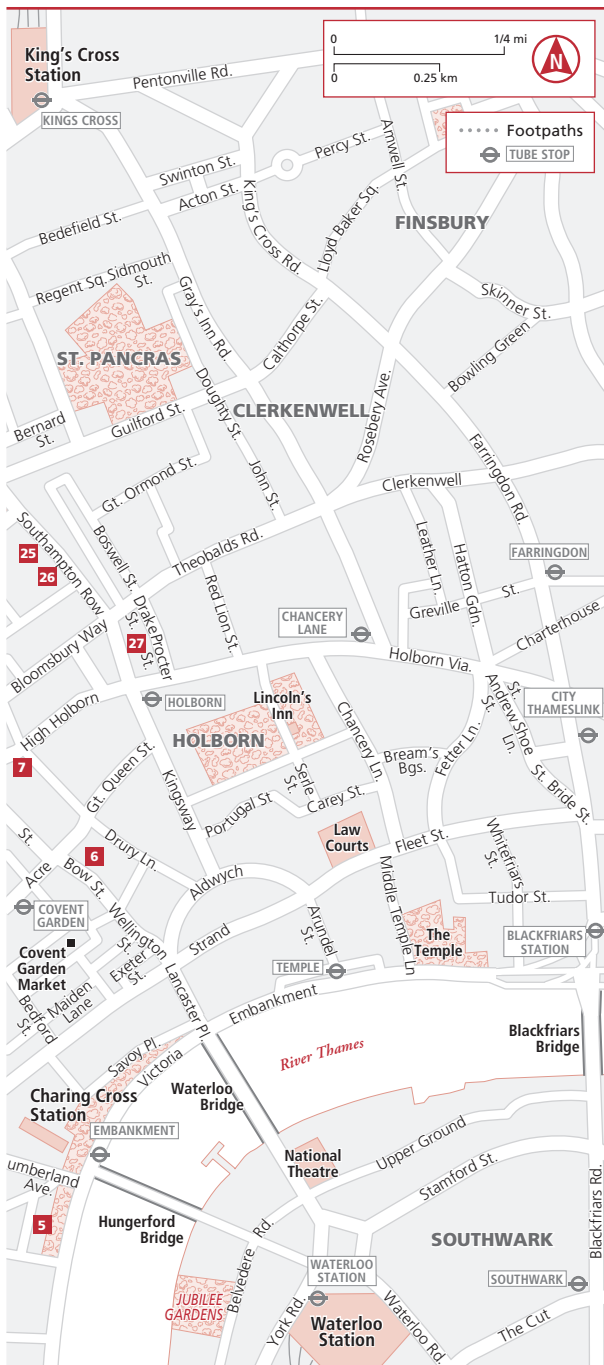 0
1/4 mi
0
0.25 km
N
Footpaths
TUBE STOP
King's Cross
Station
KINGS CROSS
Pentonville Rd.
Percy St.
Amwell St.
Swinton St.
Acton St.
King's Cross Rd.
Lloyd Baker Sq.
FINSBURY
Bedefield St.
Regent Sq.
Sidmouth
St.
Gray's Inn Rd.
Skinner St.
Calthorpe St.
Bowling Green
ST. PANCRAS
CLERKENWELL
Doughty St.
Rosebery Ave.
Bernard
St.
Guilford St.
Farringdon Rd.
Gt. Ormond St.
John St.
Clerkenwell
Southampton Row
25
26
Boswell St.
Theobalds Rd.
Leather Ln.
Hatton Gdn.
FARRINGDON
Red Lion St.
Greville St.
Charterhouse
Drake
St.
Procter
St.
27
CHANCERY
LANE
Bloomsbury Way
Holborn Via.
High Holborn
HOLBORN
Lincoln's
Inn
HOLBORN
St.
Andrew
St.
Shoe
Ln.
CITY
THAMESLINK
Chancery Ln.
Fetter Ln.
Bream's
Bgs.
St. Bride St.
7
Gt. Queen St.
Kingsway
Serle
St.
Portugal St
Carey St.
Law
Courts
Fleet St.
Whitefriars
St.
St.
Acre
6
Drury Ln.
Bow St.
Aldwych
Tudor St.
COVENT
GARDEN
Wellington
St.
Strand
Arundel
St.
Middle Temple Ln
The
Temple
BLACKFRIARS
STATION
Covent
Garden
Market
Exeter
St.
Maiden
Lane
Bedford
St.
Lancaster Pl.
TEMPLE
Embankment
Savoy Pl.
Victoria
River Thames
Blackfriars
Bridge
Waterloo
Bridge
Charing Cross
Station
EMBANKMENT
National
Theatre
Upper Ground
Stamford St.
umberland
Ave.
5
Hungerford
Bridge
SOUTHWARK
Blackfriars Rd.
Belvedere Rd.
WATERLOO
STATION
SOUTHWARK
JUBILEE
GARDENS
York Rd.
Waterloo
Station
Waterloo Rd.
The Cut